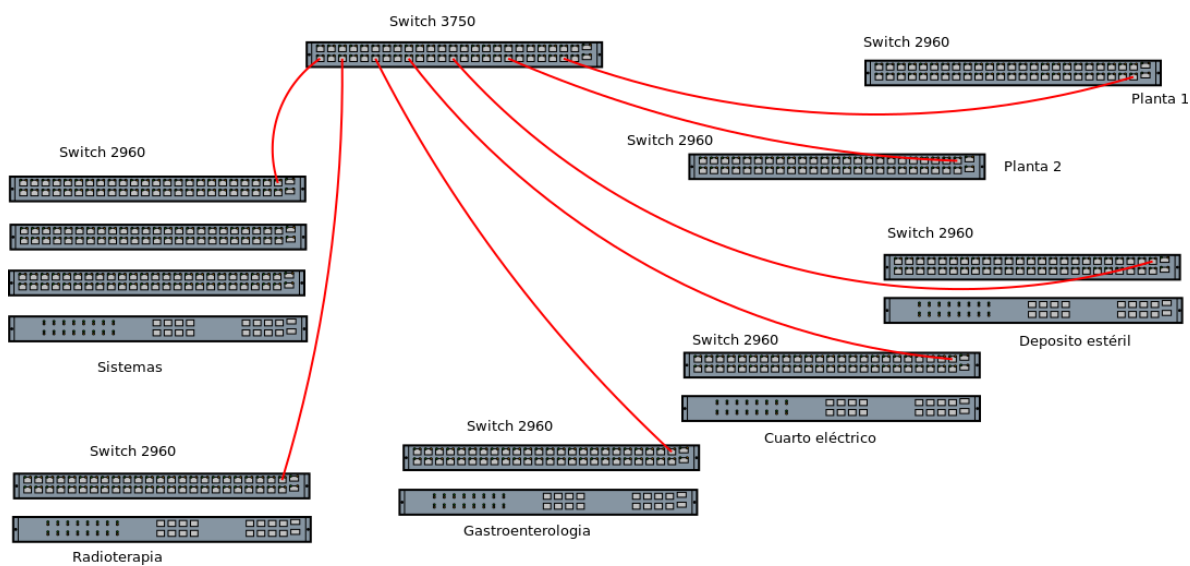 Switch 3750
Switch 2960
Planta 1
Switch 2960
Planta 2
Switch 2960
Sistemas
Switch 2960
Deposito estéril
Switch 2960
Cuarto eléctrico
Switch 2960
Gastroenterologia
Switch 2960
Radioterapia